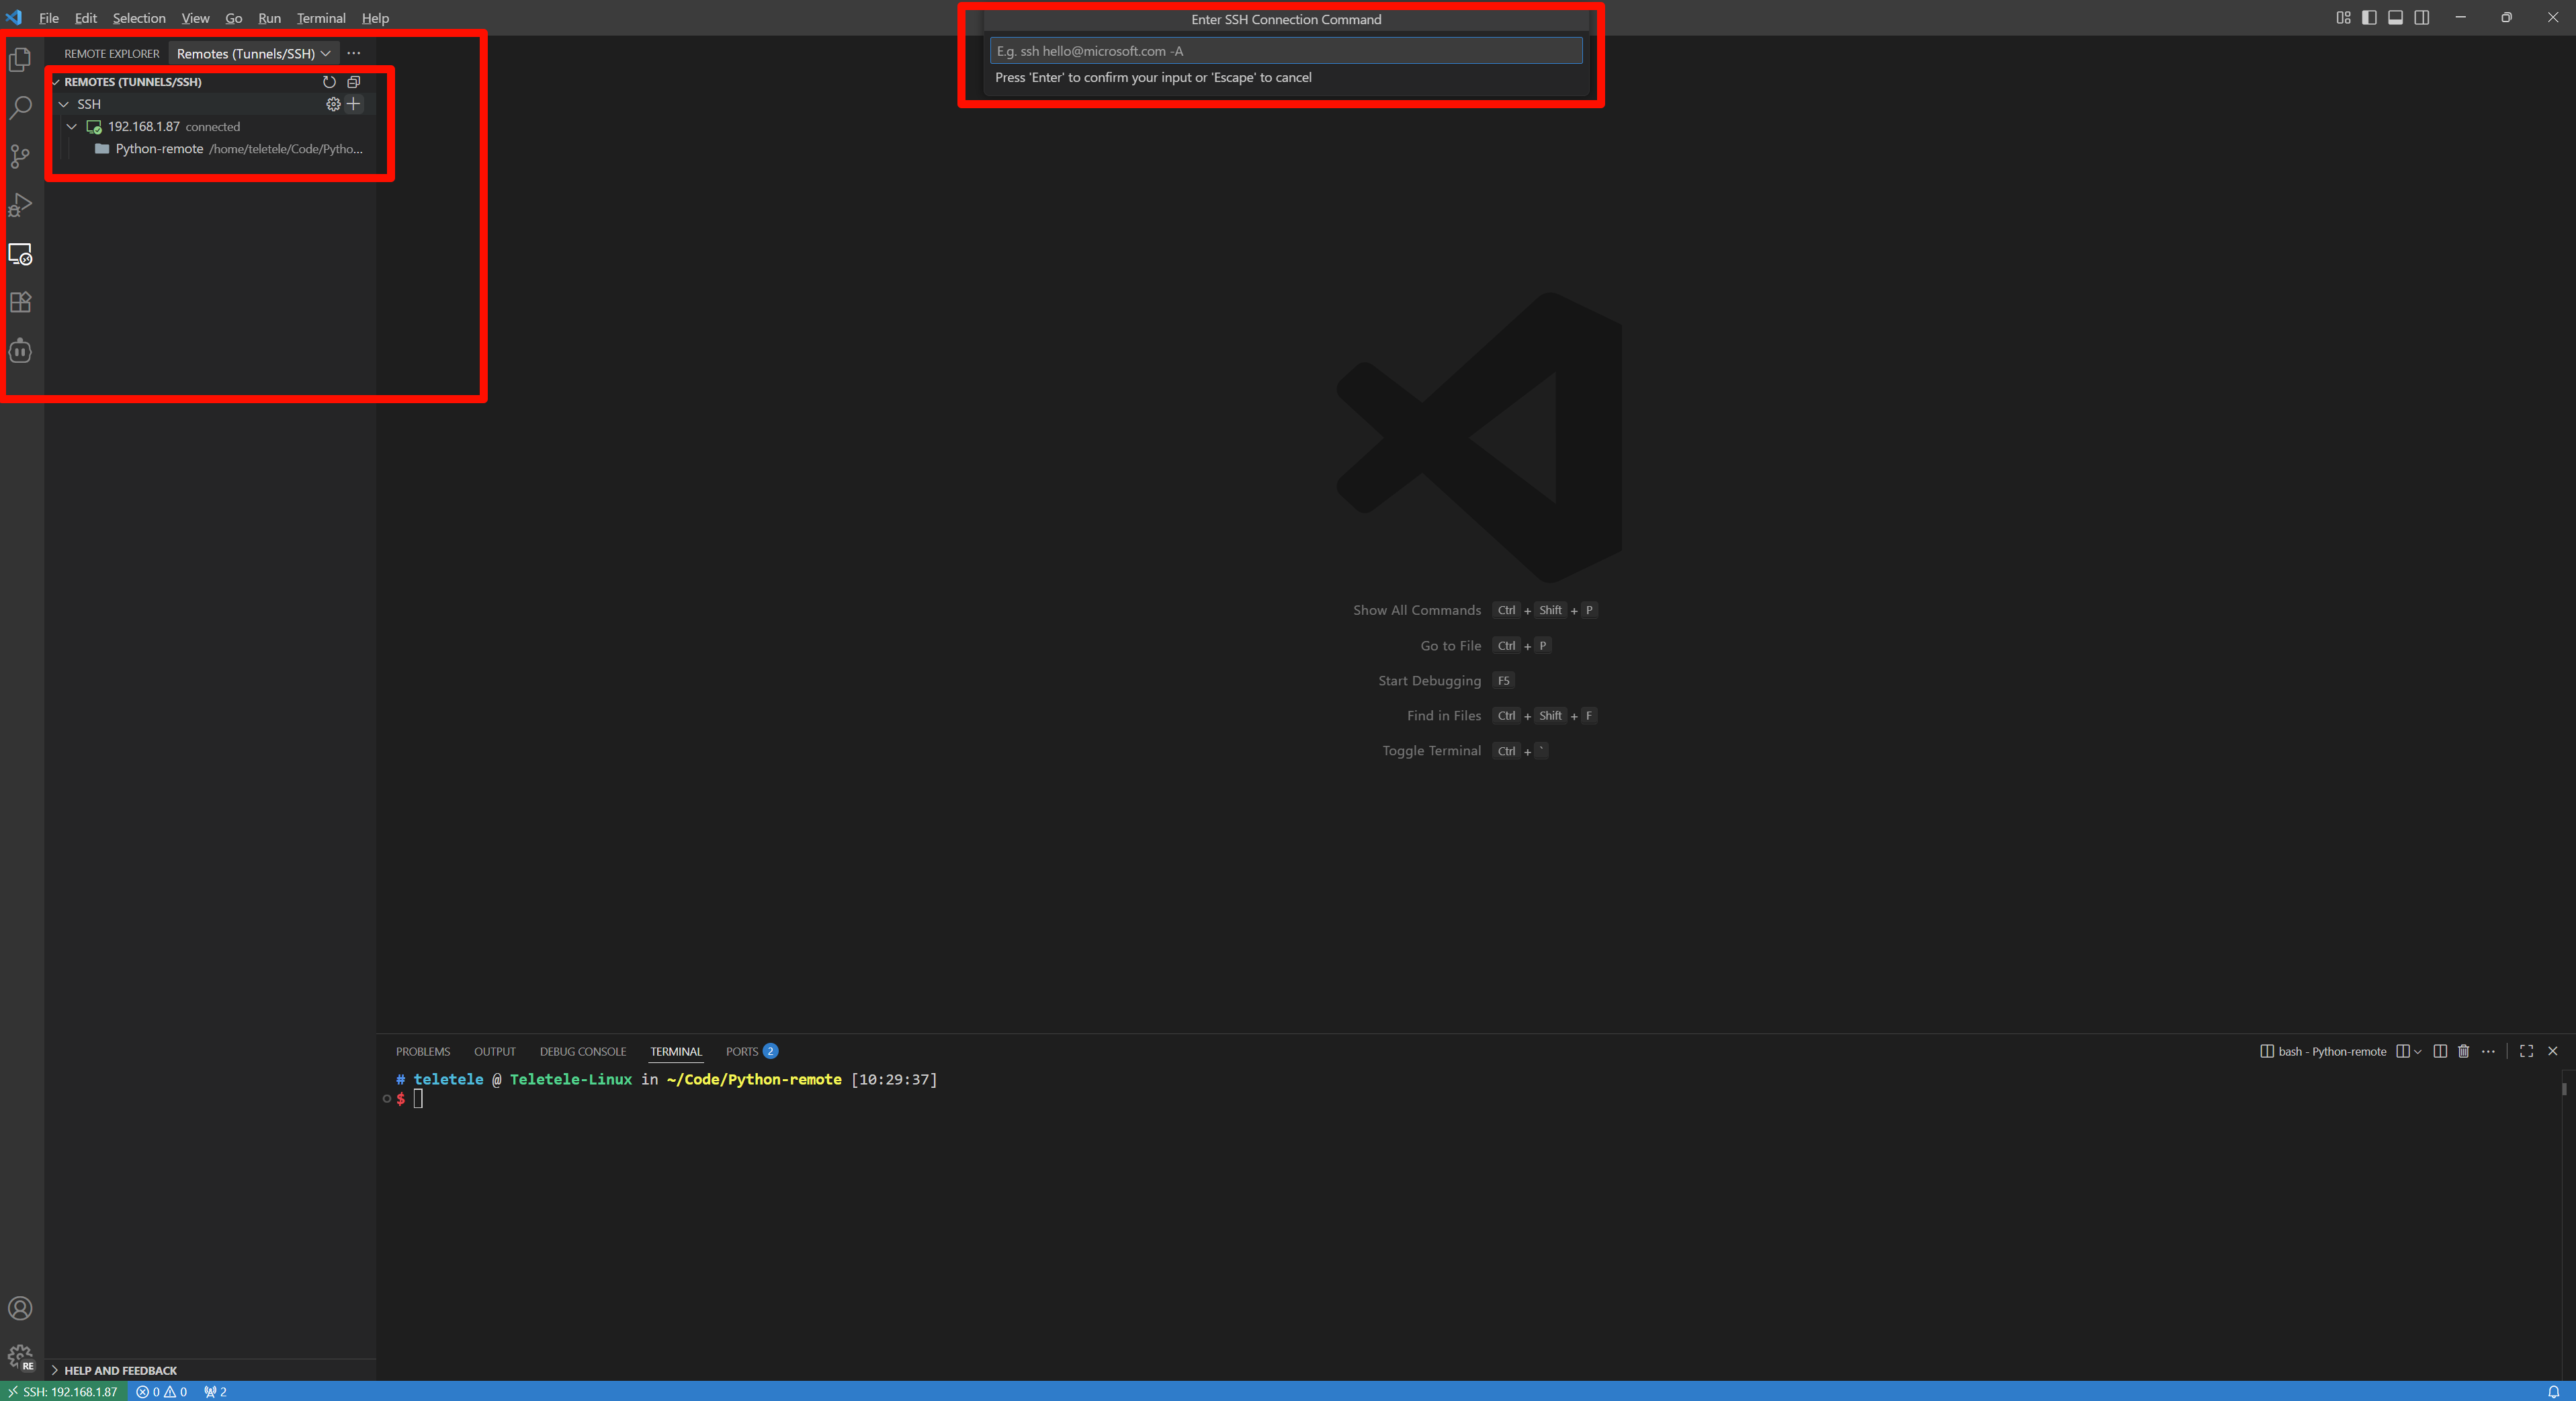 File Edit Selection View Go Run Terminal Help
Enter SSH Connection Command
E.g. ssh hello@microsoft.com -A
Press 'Enter' to confirm your input or 'Escape' to cancel
REMOTE EXPLORER Remotes (Tunnels/SSH)
REMOTES (TUNNELS/SSH)
SSH
192.168.1.87 connected
Python-remote /home/teletele/Code/Pytho...
Show All Commands Ctrl + Shift + P
Go to File Ctrl + P
Start Debugging F5
Find in Files Ctrl + Shift + F
Toggle Terminal Ctrl + `
PROBLEMS OUTPUT DEBUG CONSOLE TERMINAL PORTS 2
bash - Python-remote
# teletele @ Teletele-Linux in ~/Code/Python-remote [10:29:37]
$
RE
HELP AND FEEDBACK
SSH: 192.168.1.87 0 0 2